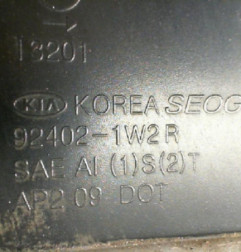 13201
KIA KOREA SEOG
92402-1W2R
SAE AI (1)S(2)T
AP2 09 DOT